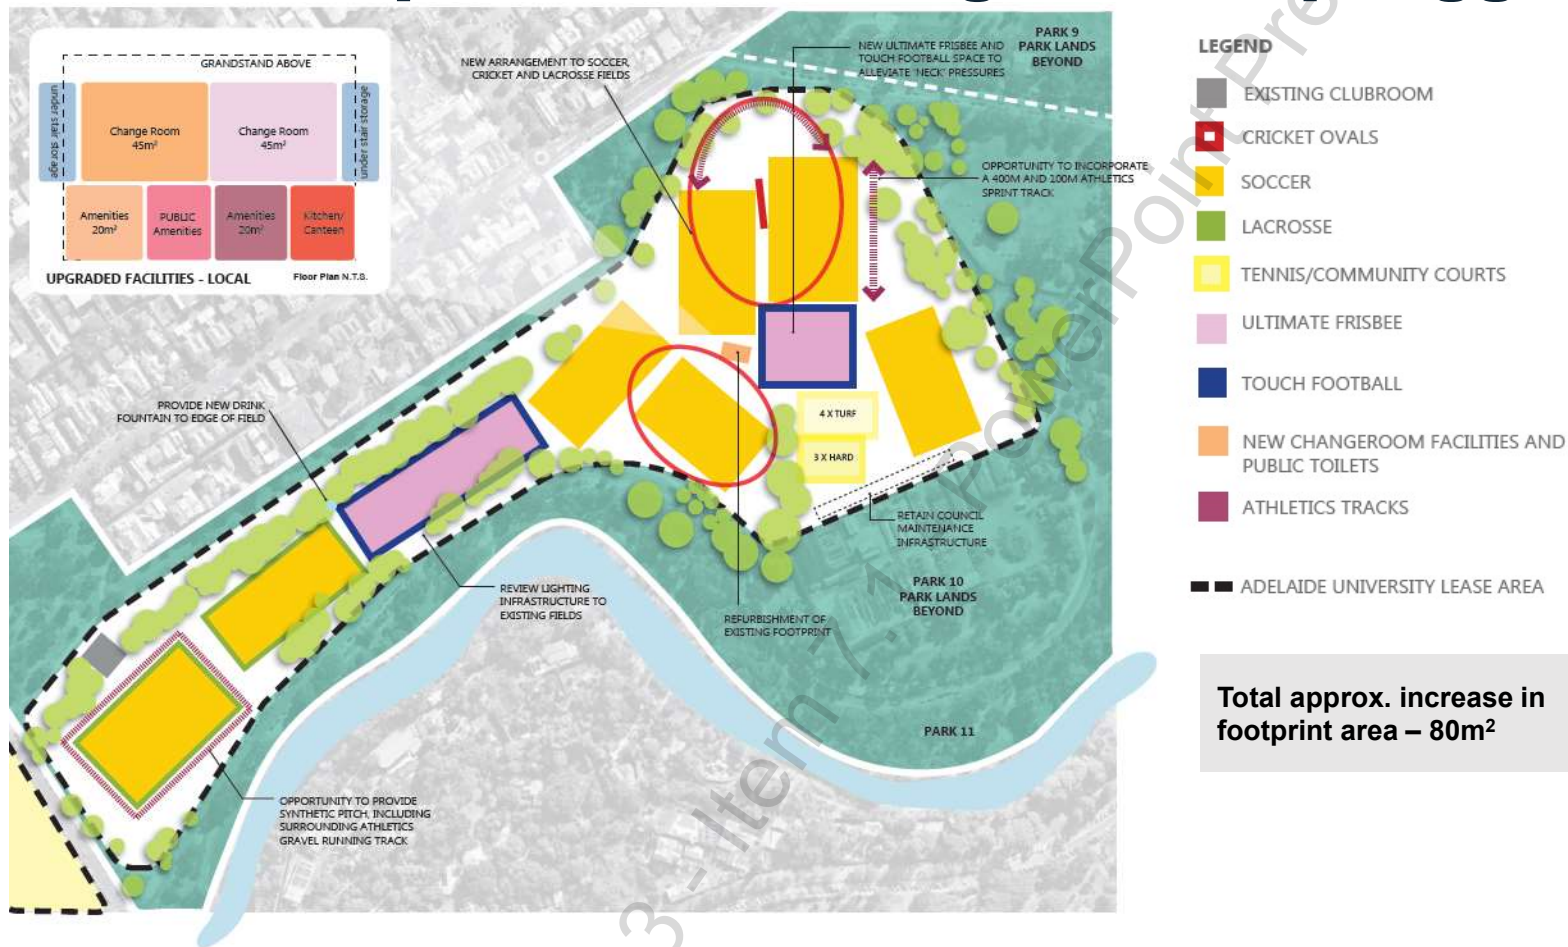 GRANDSTAND ABOVE
under stair storage
Change Room
45m²
Change Room
45m²
under stair storage
Amenities
20m²
PUBLIC
Amenities
Amenities
20m²
Kitchen/
Canteen
UPGRADED FACILITIES - LOCAL
Floor Plan N.T.S.
NEW ARRANGEMENT TO SOCCER,
CRICKET AND LACROSSE FIELDS
NEW ULTIMATE FRISBEE AND
TOUCH FOOTBALL SPACE TO
ALLEVIATE 'NECK' PRESSURES
PARK 9
PARK LANDS
BEYOND
OPPORTUNITY TO INCORPORATE
A 400M AND 100M ATHLETICS
SPRINT TRACK
PROVIDE NEW DRINK
FOUNTAIN TO EDGE OF FIELD
4 X TURF
3 X HARD
RETAIN COUNCIL
MAINTENANCE
INFRASTRUCTURE
REVIEW LIGHTING
INFRASTRUCTURE TO
EXISTING FIELDS
REFURBISHMENT OF
EXISTING FOOTPRINT
PARK 10
PARK LANDS
BEYOND
PARK 11
OPPORTUNITY TO PROVIDE
SYNTHETIC PITCH, INCLUDING
SURROUNDING ATHLETICS
GRAVEL RUNNING TRACK
LEGEND
EXISTING CLUBROOM
CRICKET OVALS
SOCCER
LACROSSE
TENNIS/COMMUNITY COURTS
ULTIMATE FRISBEE
TOUCH FOOTBALL
NEW CHANGEROOM FACILITIES AND
PUBLIC TOILETS
ATHLETICS TRACKS
ADELAIDE UNIVERSITY LEASE AREA
Total approx. increase in
footprint area – 80m²
Item 7.1 PowerPoint